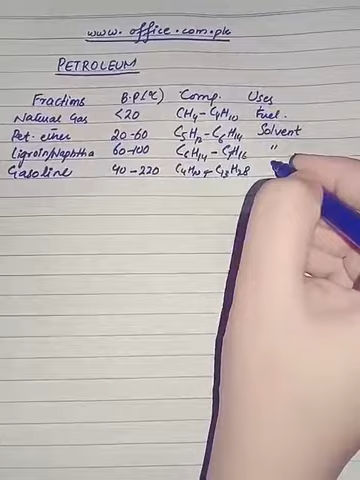 www.office.com.pk
PETROLEUM
Fractions B.P(°C) Comp. Uses
Natural Gas <20 CH4 - C4H10 Fuel.
Pet. ether 20-60 C5H12 - C6H14 Solvent
Ligroin/Naphtha 60-100 C6H14 - C7H16 "
Gasoline 40-220 C4H10 - C13H28